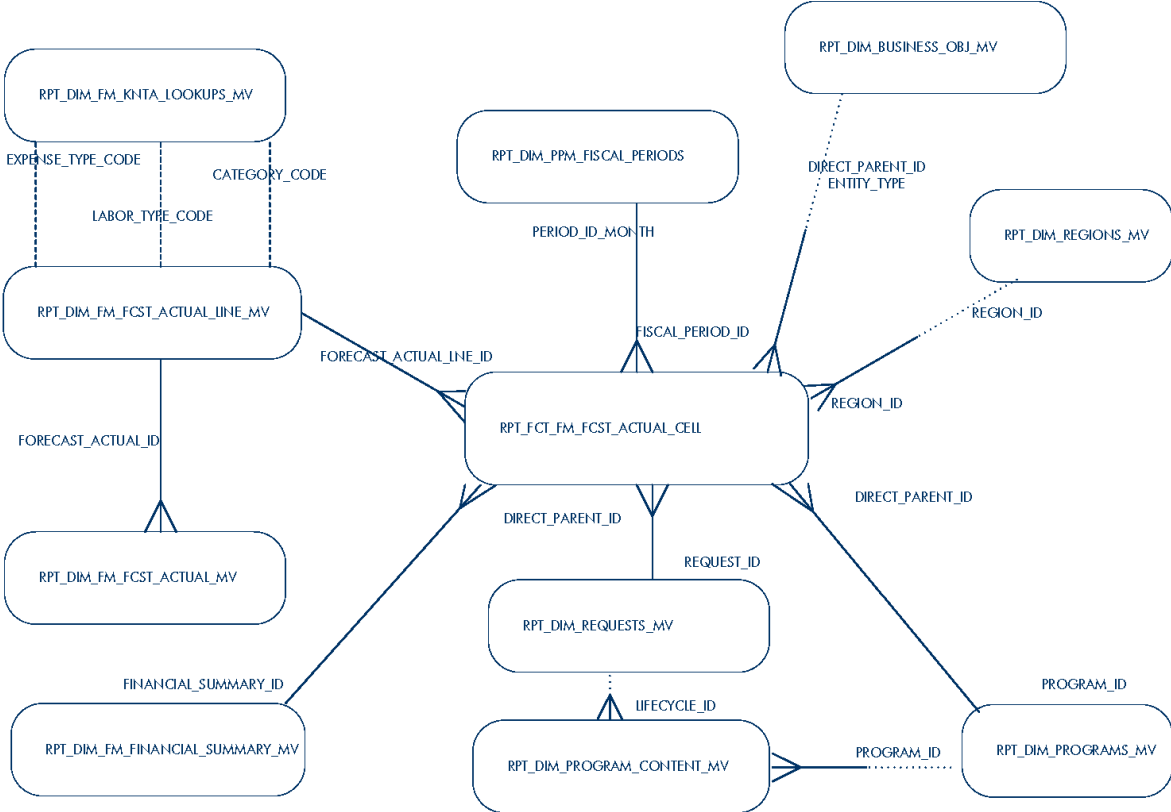 RPT_DIM_BUSINESS_OBJ_MV
RPT_DIM_FM_KNTA_LOOKUPS_MV
RPT_DIM_PPM_FISCAL_PERIODS
EXPENSE_TYPE_CODE
CATEGORY_CODE
DIRECT_PARENT_ID
ENTITY_TYPE
LABOR_TYPE_CODE
PERIOD_ID_MONTH
RPT_DIM_REGIONS_MV
RPT_DIM_FM_FCST_ACTUAL_LINE_MV
REGION_ID
FISCAL_PERIOD_ID
FORECAST_ACTUAL_LNE_ID
REGION_ID
RPT_FCT_FM_FCST_ACTUAL_CELL
FORECAST_ACTUAL_ID
DIRECT_PARENT_ID
DIRECT_PARENT_ID
REQUEST_ID
RPT_DIM_FM_FCST_ACTUAL_MV
RPT_DIM_REQUESTS_MV
FINANCIAL_SUMMARY_ID
PROGRAM_ID
LIFECYCLE_ID
RPT_DIM_FM_FINANCIAL_SUMMARY_MV
PROGRAM_ID
RPT_DIM_PROGRAMS_MV
RPT_DIM_PROGRAM_CONTENT_MV